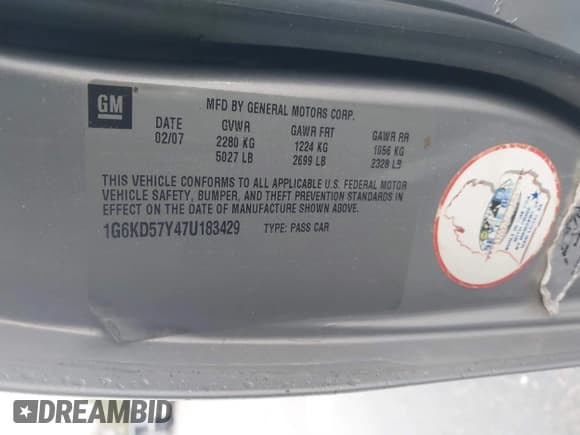 GM
MFD BY GENERAL MOTORS CORP.
DATE GVWR GAWR FRT GAWR RR
02/07 2280 KG 1224 KG 1056 KG
5027 LB 2699 LB 2328 LB
THIS VEHICLE CONFORMS TO ALL APPLICABLE U.S. FEDERAL MOTOR
VEHICLE SAFETY, BUMPER, AND THEFT PREVENTION STANDARDS IN
EFFECT ON THE DATE OF MANUFACTURE SHOWN ABOVE.
1G6KD57Y47U183429 TYPE: PASS CAR
DREAMBID